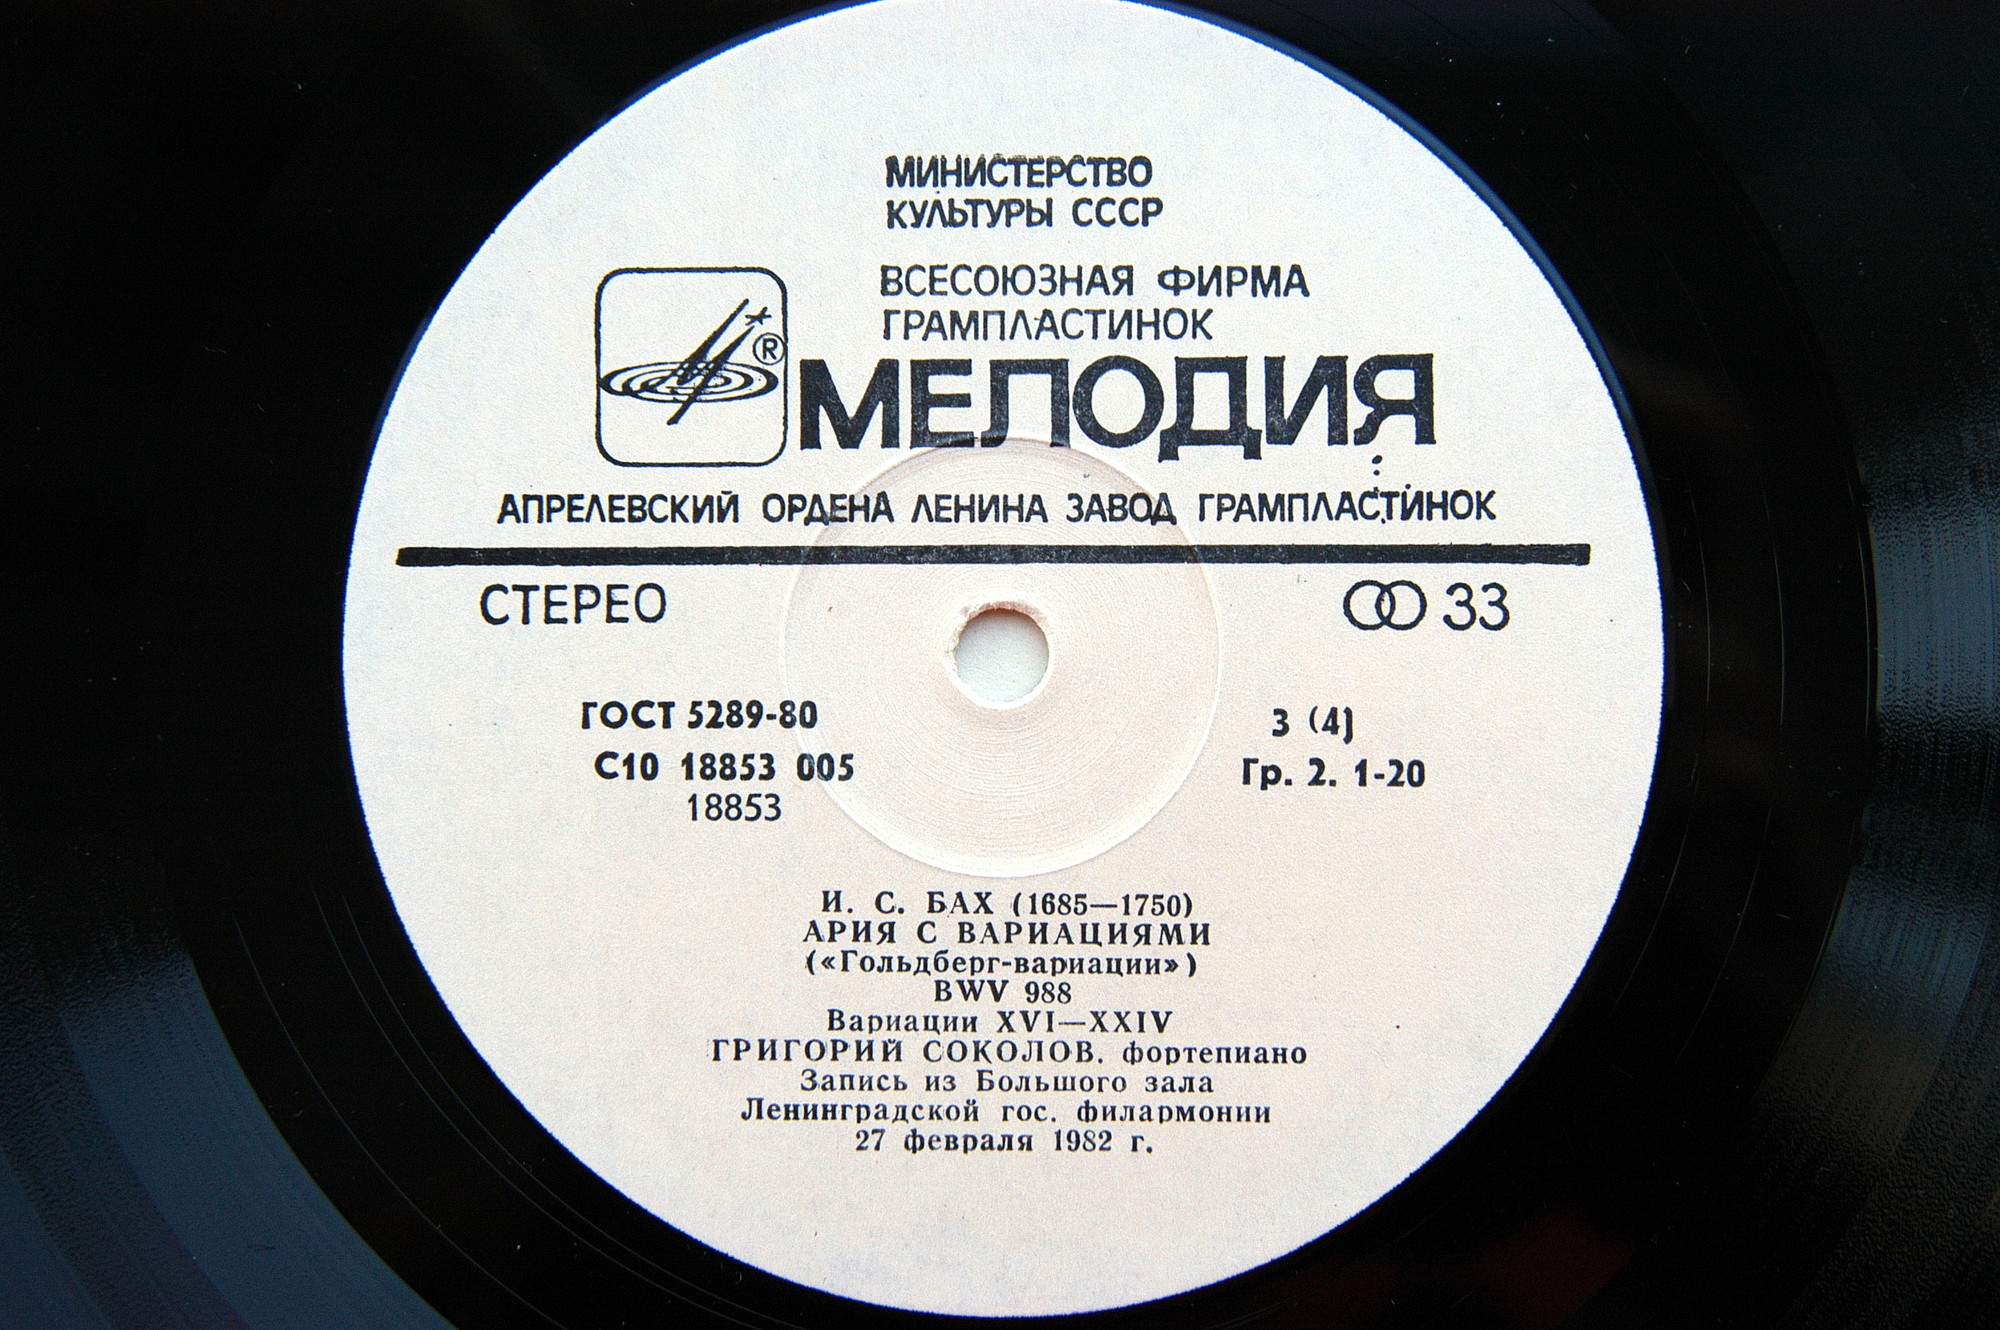 МИНИСТЕРСТВО
КУЛЬТУРЫ СССР
ВСЕСОЮЗНАЯ ФИРМА
ГРАМПЛАСТИНОК
®
МЕЛОДИЯ
АПРЕЛЕВСКИЙ ОРДЕНА ЛЕНИНА ЗАВОД ГРАМПЛАСТИНОК
СТЕРЕО 33
ГОСТ 5289-80 3 (4)
С10 18853 005 Гр. 2. 1-20
18853
И. С. БАХ (1685—1750)
АРИЯ С ВАРИАЦИЯМИ
(«Гольдберг-вариации»)
BWV 988
Вариации XVI—XXIV
ГРИГОРИЙ СОКОЛОВ, фортепиано
Запись из Большого зала
Ленинградской гос. филармонии
27 февраля 1982 г.